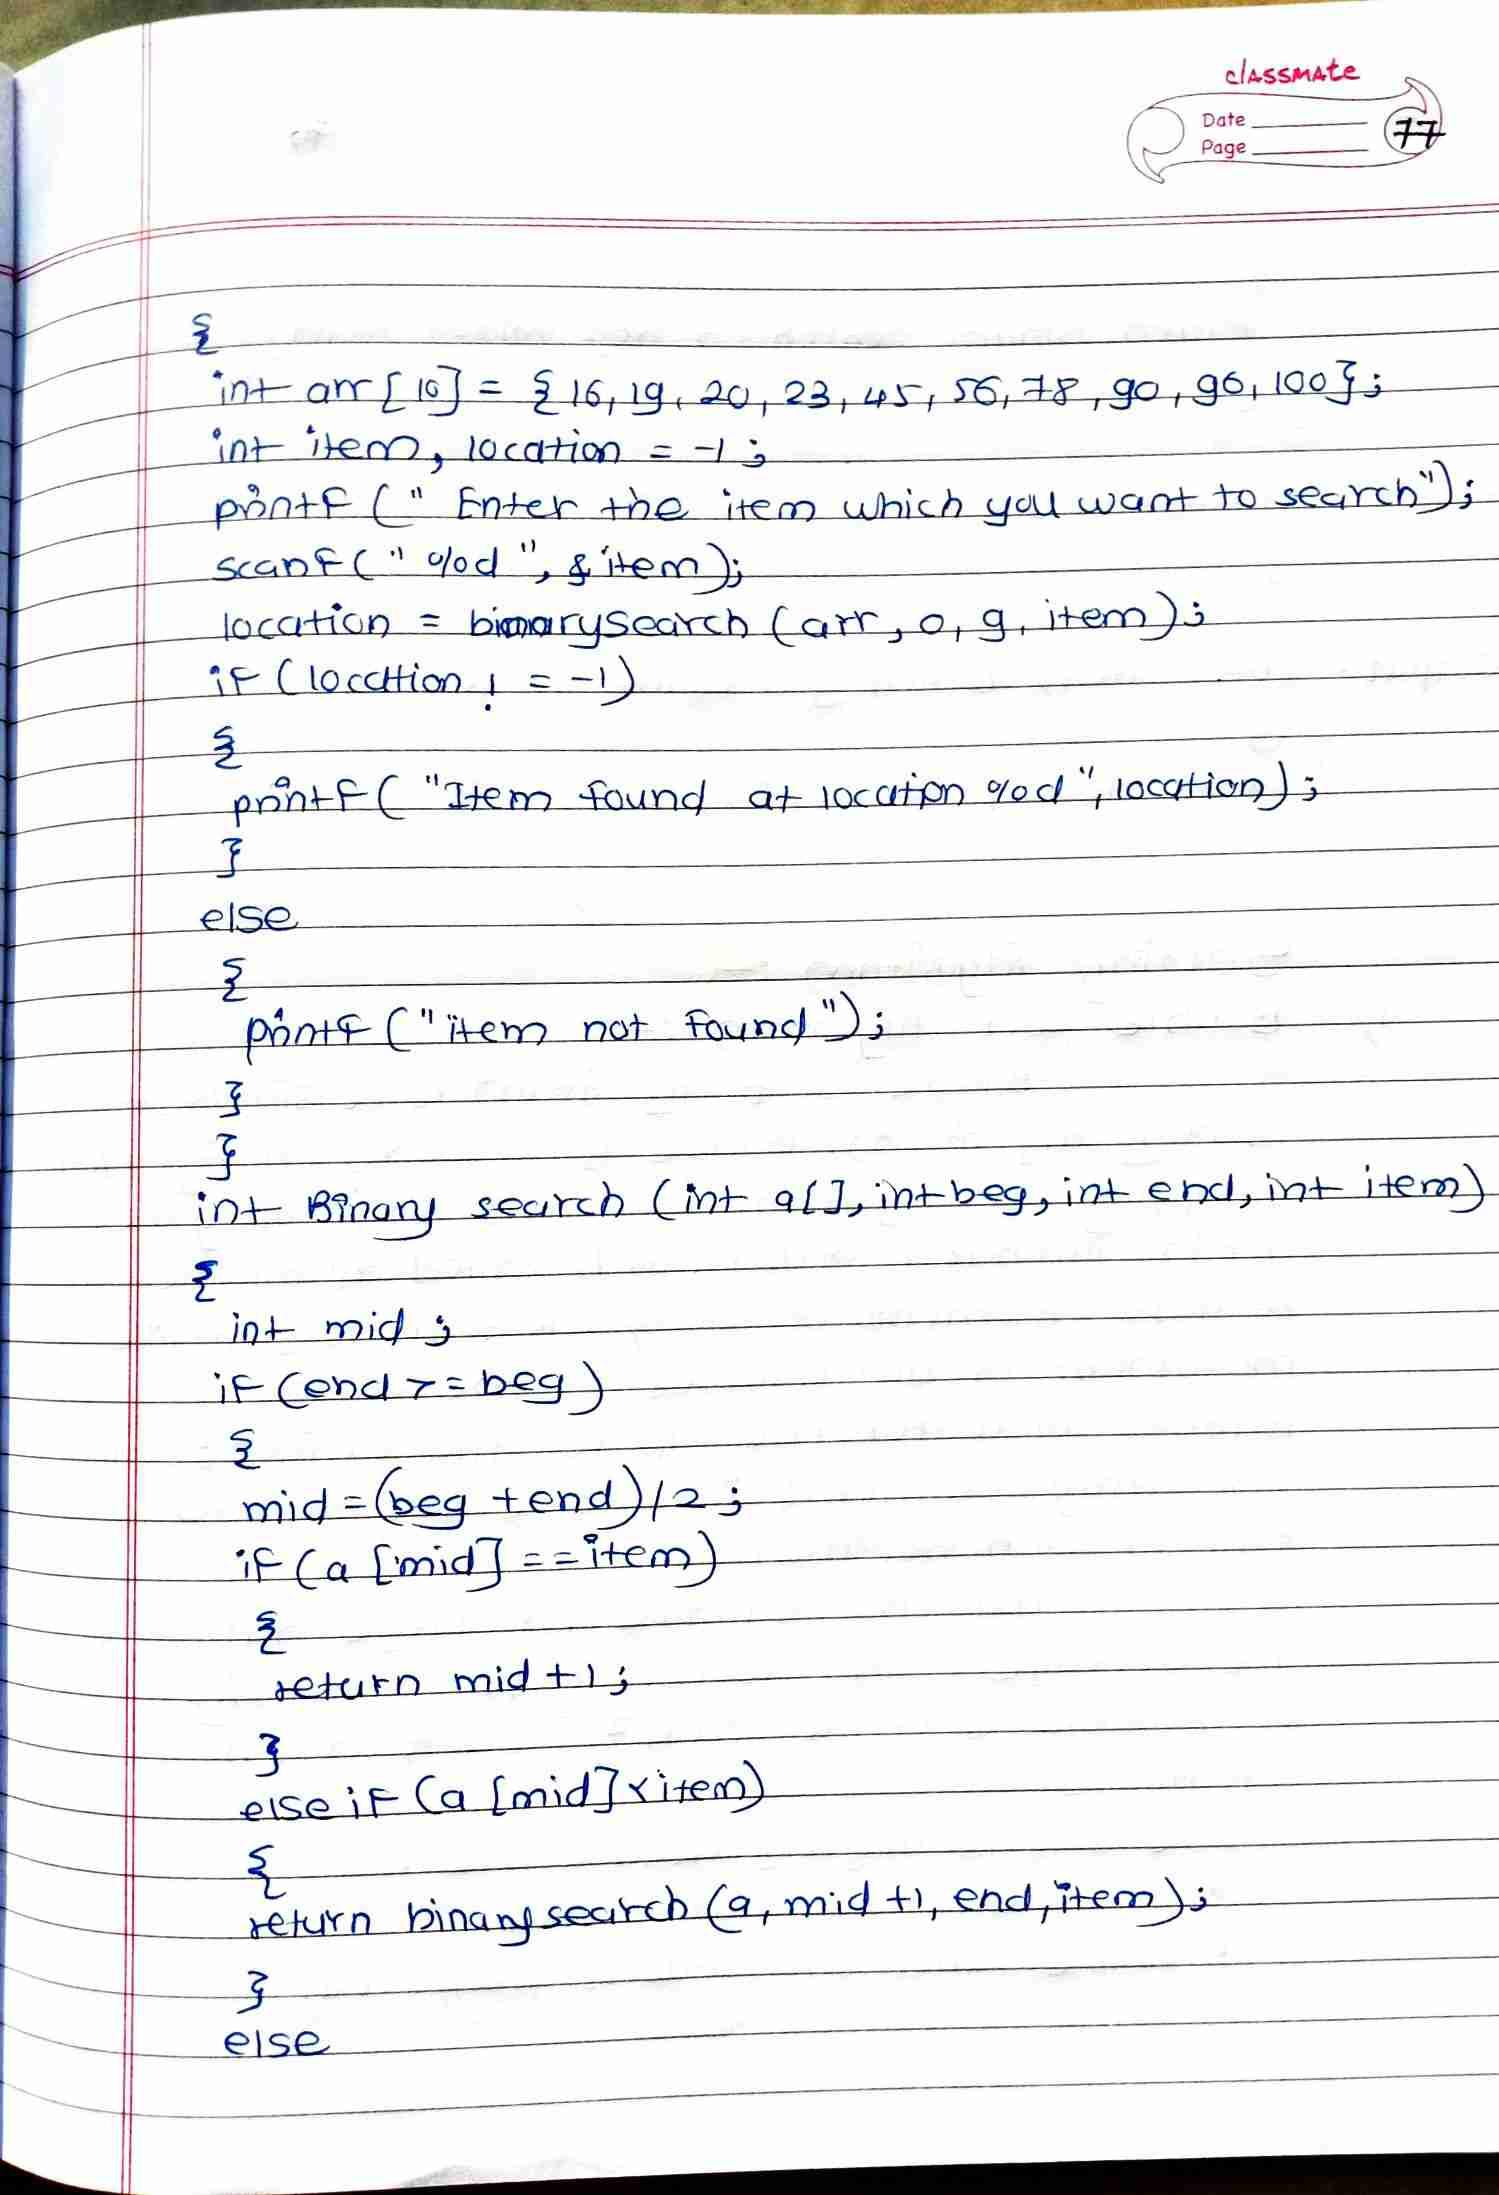 classmate
Date
Page
77
{
int arr [10] = {16, 19, 20, 23, 45, 56, 78, 90, 96, 100};
int item, location = -1;
printf (" Enter the item which you want to search");
scanf (" %d ", & item);
location = binarysearch (arr, 0, 9, item);
if (location ! = -1)
{
printf ( "Item found at location %d", location);
}
else
{
printf ("item not found");
}
}
int Binary search (int a[], int beg, int end, int item)
{
int mid ;
if (end >= beg)
{
mid = (beg + end) / 2 ;
if (a [mid] == item)
{
return mid + 1 ;
}
else if (a [mid] < item)
{
return binary search (a, mid +1, end, item);
}
else